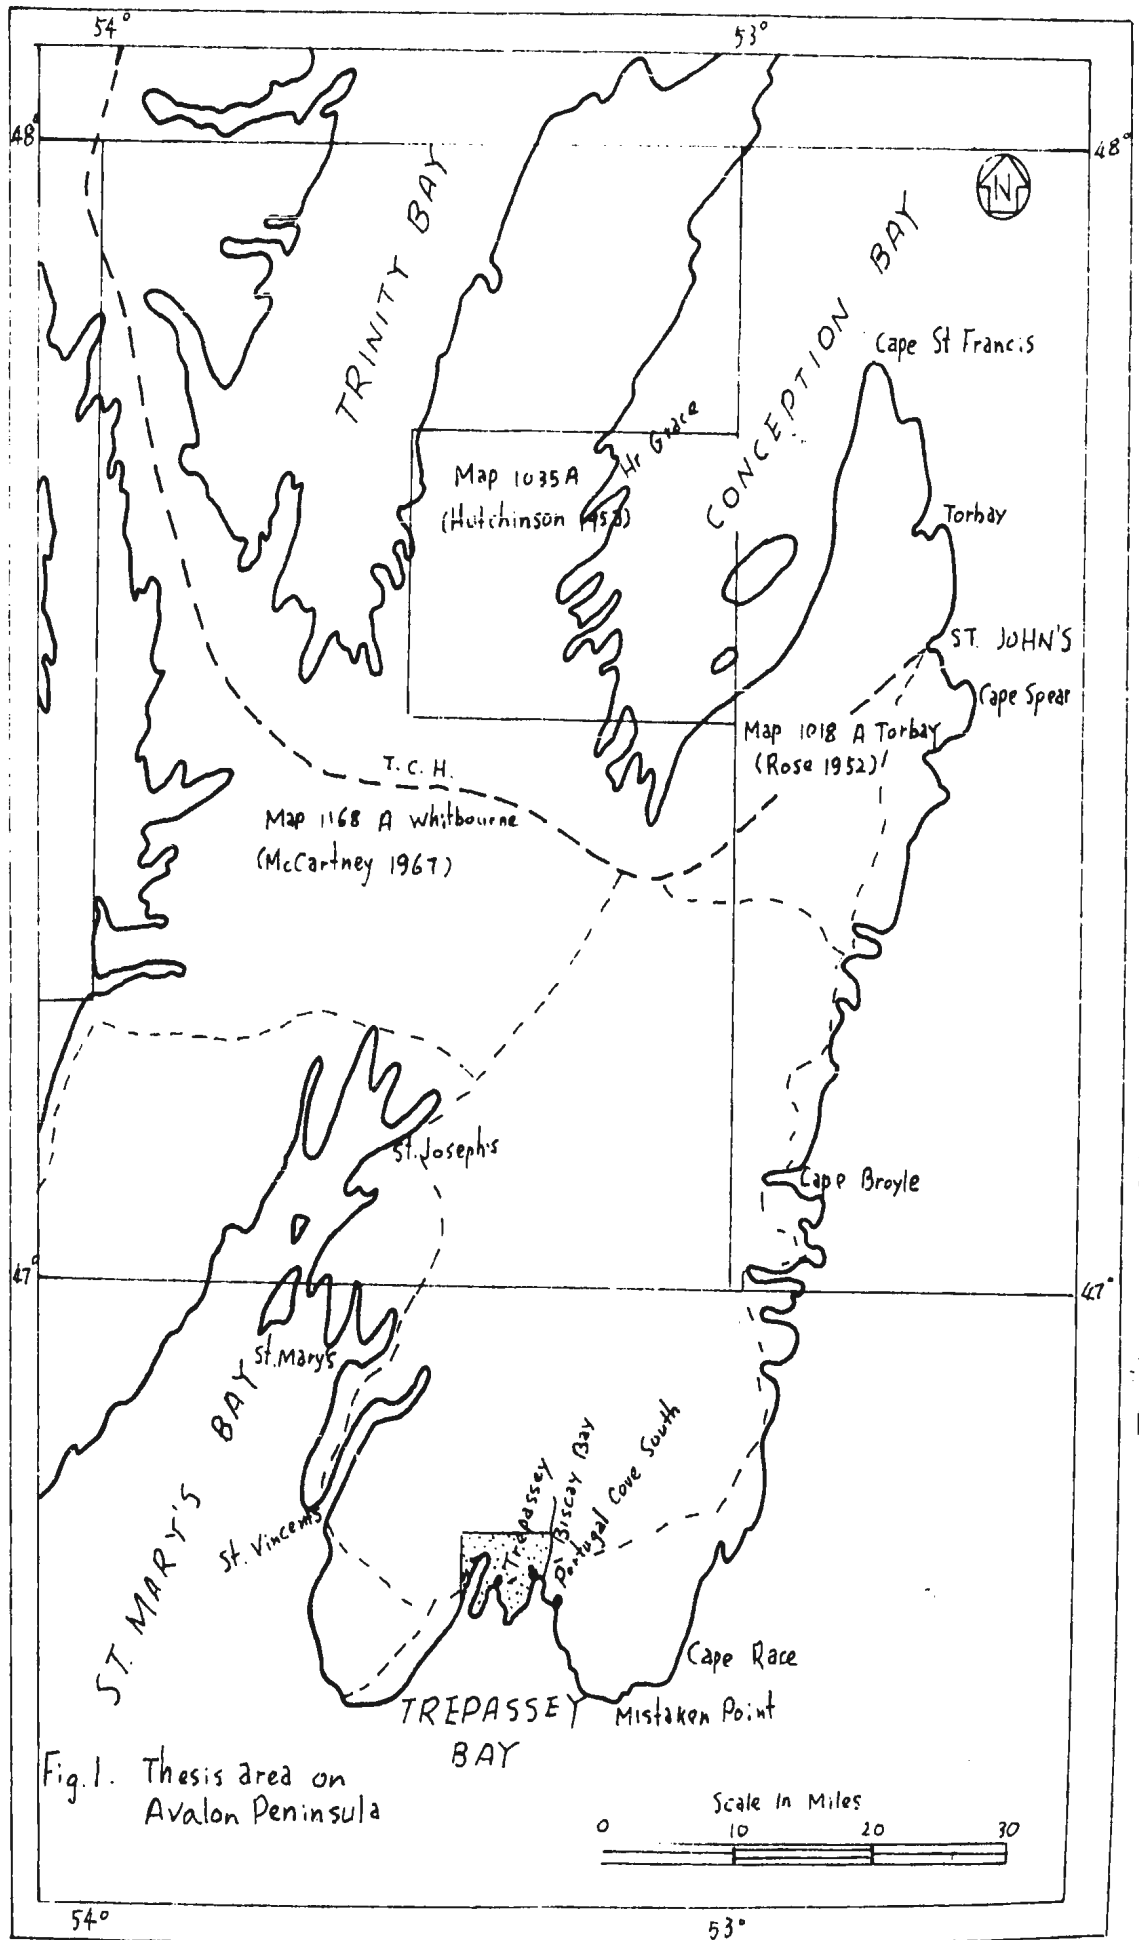 54°
53°
48°
48°
N
TRINITY BAY
CONCEPTION BAY
Cape St Francis
Hr Grace
Map 1035 A
(Hutchinson 1953)
Torbay
ST. JOHN'S
Cape Spear
Map 1018 A Torbay
(Rose 1952)
T.C.H.
Map 1168 A Whitbourne
(McCartney 1967)
St. Joseph's
Cape Broyle
47°
47°
St. Mary's
ST. MARY'S BAY
St. Vincents
Trepassey
Biscay Bay
Portugal Cove South
Cape Race
Mistaken Point
TREPASSEY
BAY
Fig. 1. Thesis area on
Avalon Peninsula
Scale In Miles
0 10 20 30
54°
53°